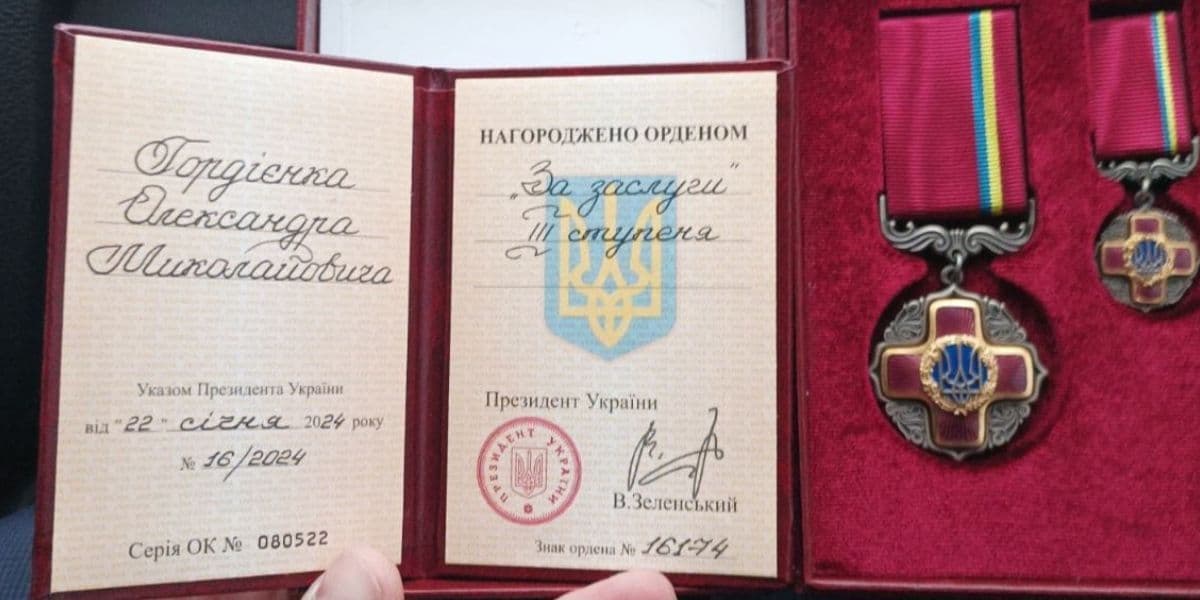 Гордієнка
Олександра
Миколайовича
Указом Президента України
від "22" січня 2024 року
№ 16/2024
Серія ОК № 080522
НАГОРОДЖЕНО ОРДЕНОМ
„За заслуги"
III ступеня
Президент України
ПРЕЗИДЕНТ УКРАЇНИ
В.Зеленський
Знак ордена № 16174